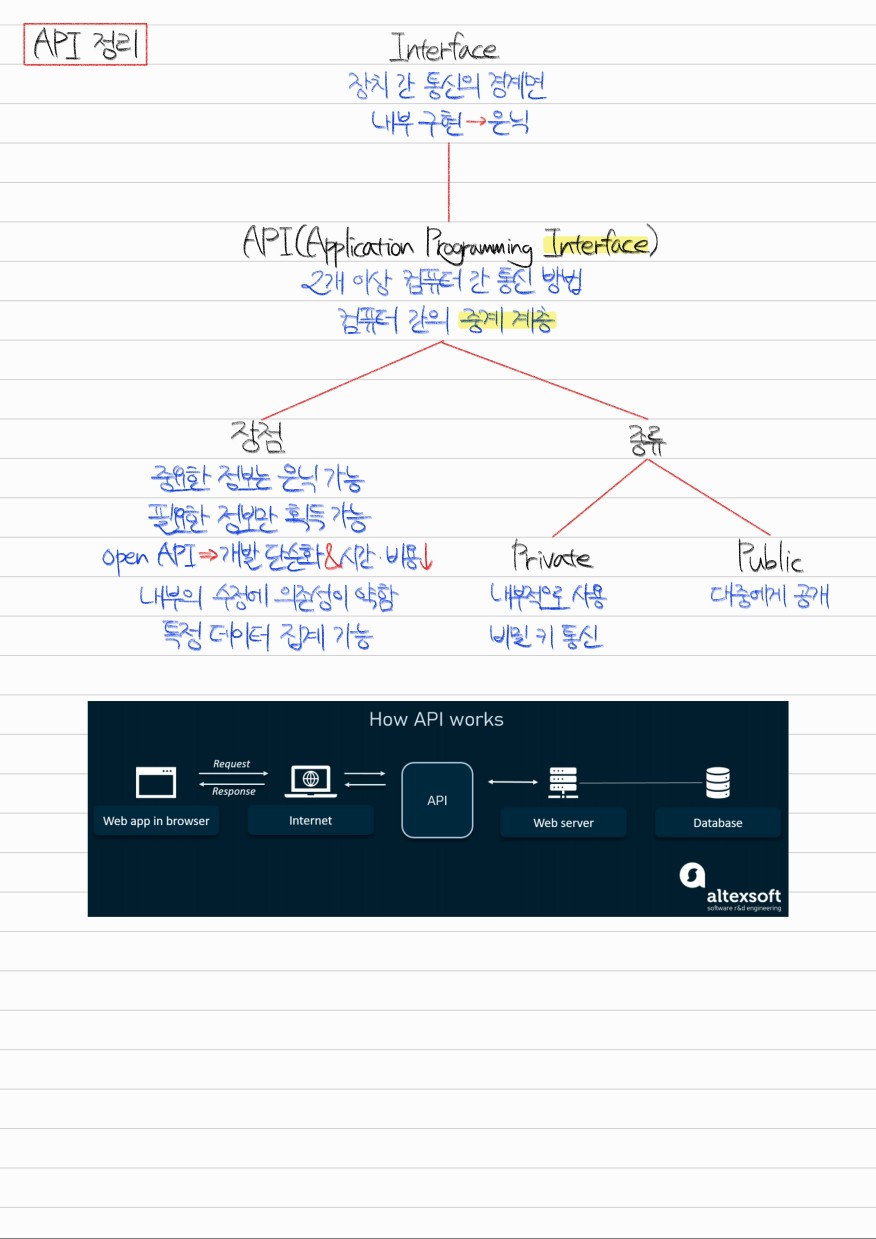 API 정리
Interface
장치 간 통신의 경계면
내부 구현→은닉
API(Application Programming Interface)
2개 이상 컴퓨터 간 통신 방법
컴퓨터 간의 중계 계층
장점
중요한 정보는 은닉 가능
필요한 정보만 획득 가능
open API⇒개발 단순화&시간·비용↓
내부의 수정에 의존성이 약함
특정 데이터 집계 가능
종류
Private
내부적으로 사용
비밀 키 통신
Public
대중에게 공개
How API works
Request
Response
API
Web app in browser
Internet
Web server
Database
altexsoft
software r&d engineering